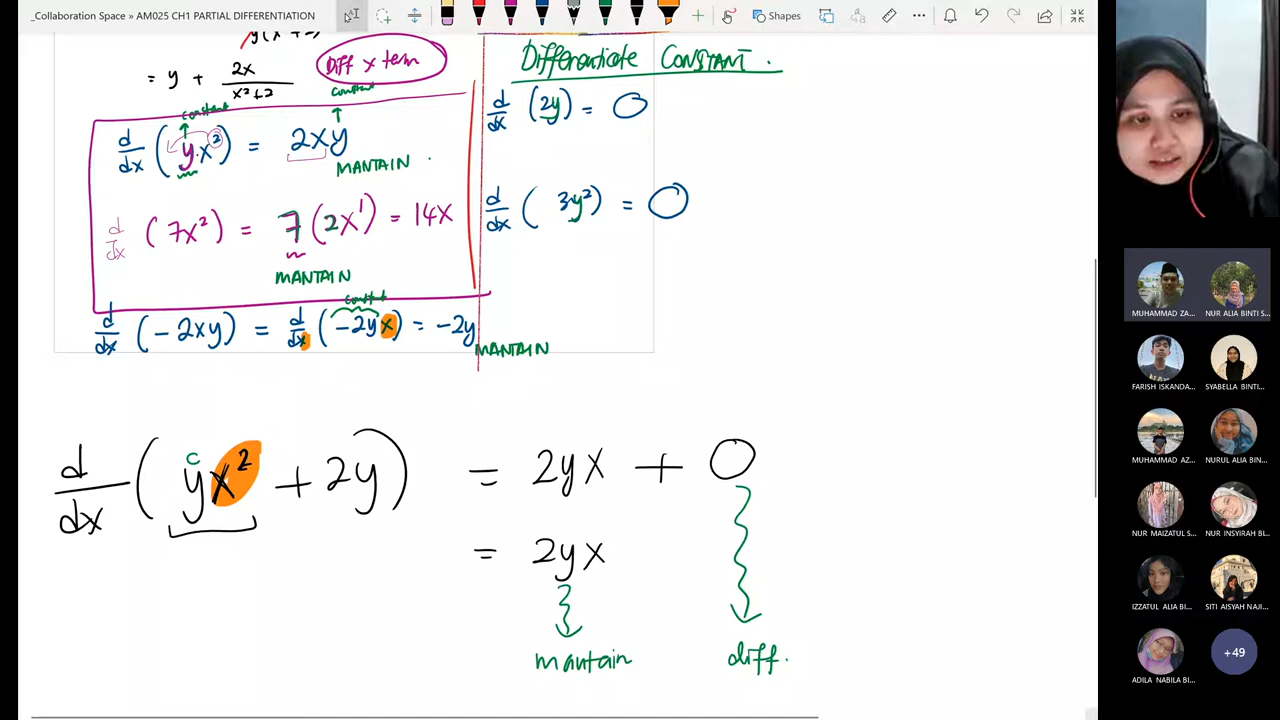 _Collaboration Space » AM025 CH1 PARTIAL DIFFERENTIATION
Shapes
= y + 2x / x²+2
Diff x term
constant
constant
d/dx (y.x²) = 2xy
MANTAIN
d/dx (7x²) = 7(2x¹) = 14x
MANTAIN
constant
d/dx (-2xy) = d/dx (-2y x) = -2y
MANTAIN
Differentiate CONSTANT.
d/dx (2y) = 0
d/dx (3y²) = 0
c
d/dx (yx² + 2y) = 2yx + 0
= 2yx
mantain
diff.
MUHAMMAD ZA...
NUR ALIA BINTI S...
FARISH ISKANDA...
SYABELLA BINTI...
MUHAMMAD AZ...
NURUL ALIA BIN...
NUR MAIZATUL S...
NUR INSYIRAH BI...
IZZATUL ALIA BI...
SITI AISYAH NAJI...
ADILA NABILA BI...
+49